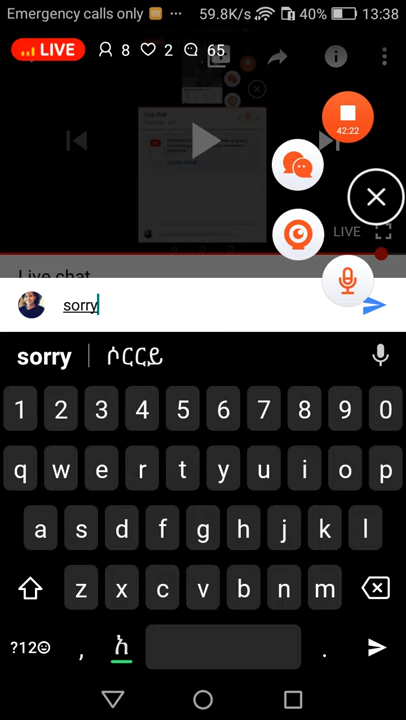 Emergency calls only ... 59.8K/s 40% 13:38
LIVE 8 2 65
42:22
LIVE
Live chat
sorry
sorry ሶርርይ
1 2 3 4 5 6 7 8 9 0
q w e r t y u i o p
a s d f g h j k l
z x c v b n m
?12 , አ .